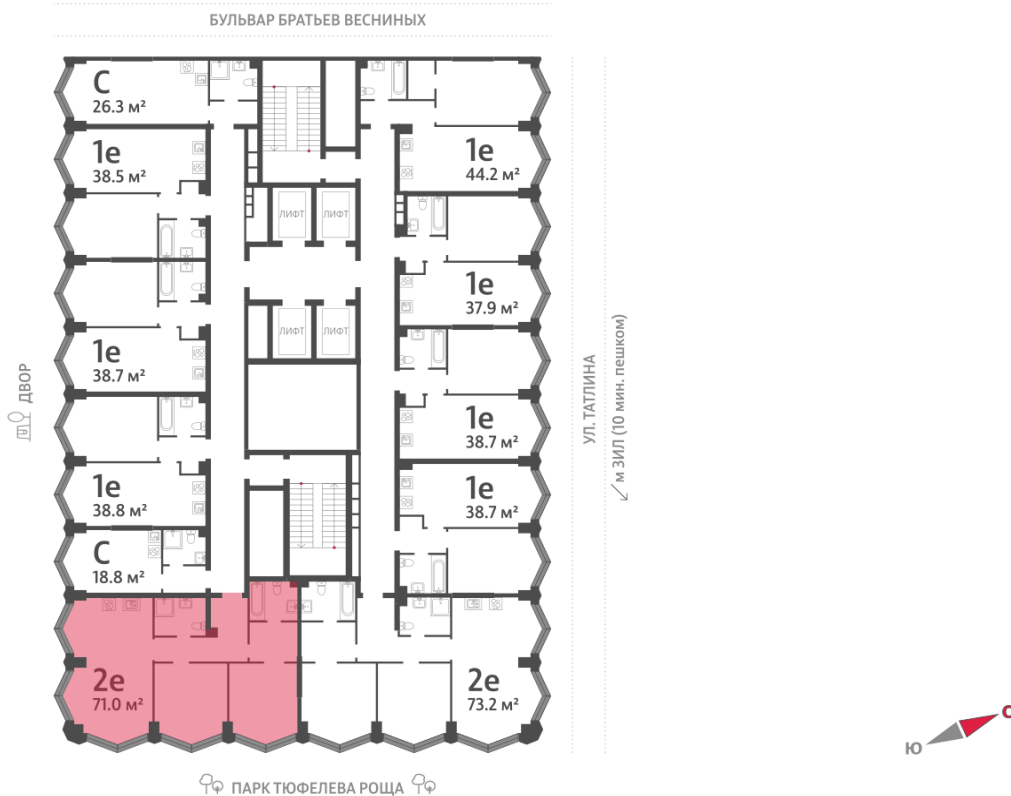 БУЛЬВАР БРАТЬЕВ ВЕСНИНЫХ
С
26.3 м²
1е
38.5 м²
1е
44.2 м²
ЛИФТ
ЛИФТ
1е
37.9 м²
ЛИФТ
ЛИФТ
1е
38.7 м²
ДВОР
УЛ. ТАТЛИНА
м ЗИЛ (10 мин. пешком)
1е
38.7 м²
1е
38.8 м²
1е
38.7 м²
С
18.8 м²
2е
71.0 м²
2е
73.2 м²
С
Ю
ПАРК ТЮФЕЛЕВА РОЩА